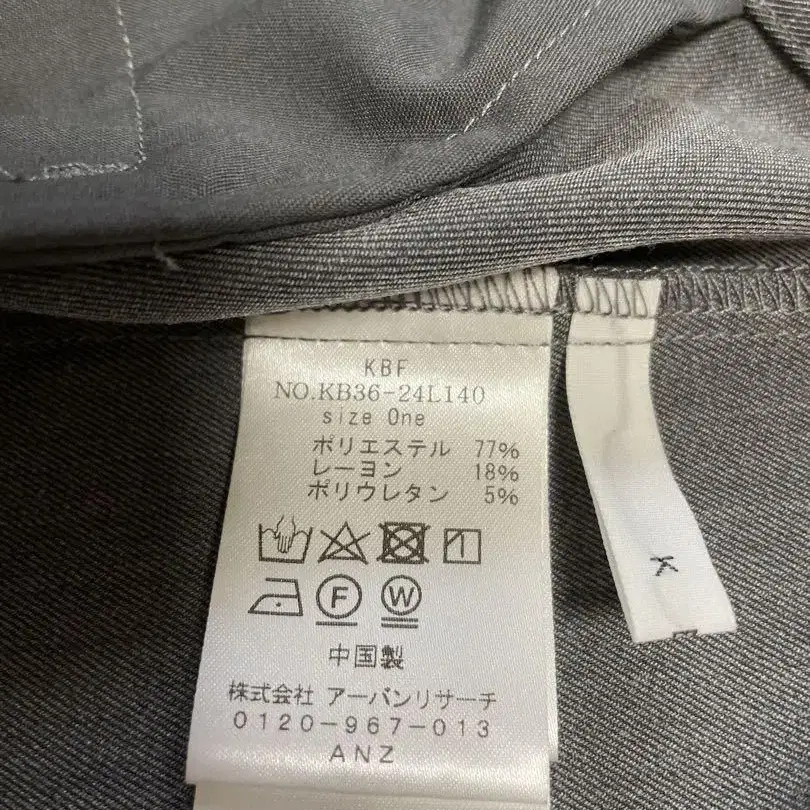 KBF
NO.KB36-24L140
size One
ポリエステル 77%
レーヨン 18%
ポリウレタン 5%
F W
中国製
株式会社 アーバンリサーチ
0120-967-013
ANZ
K